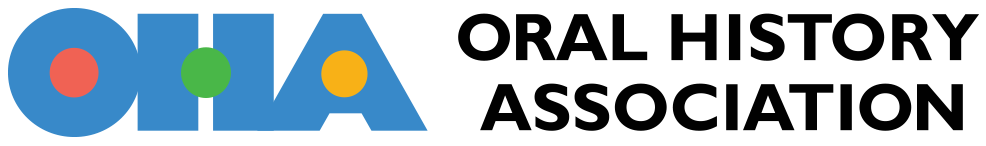 OHA
ORAL HISTORY
ASSOCIATION